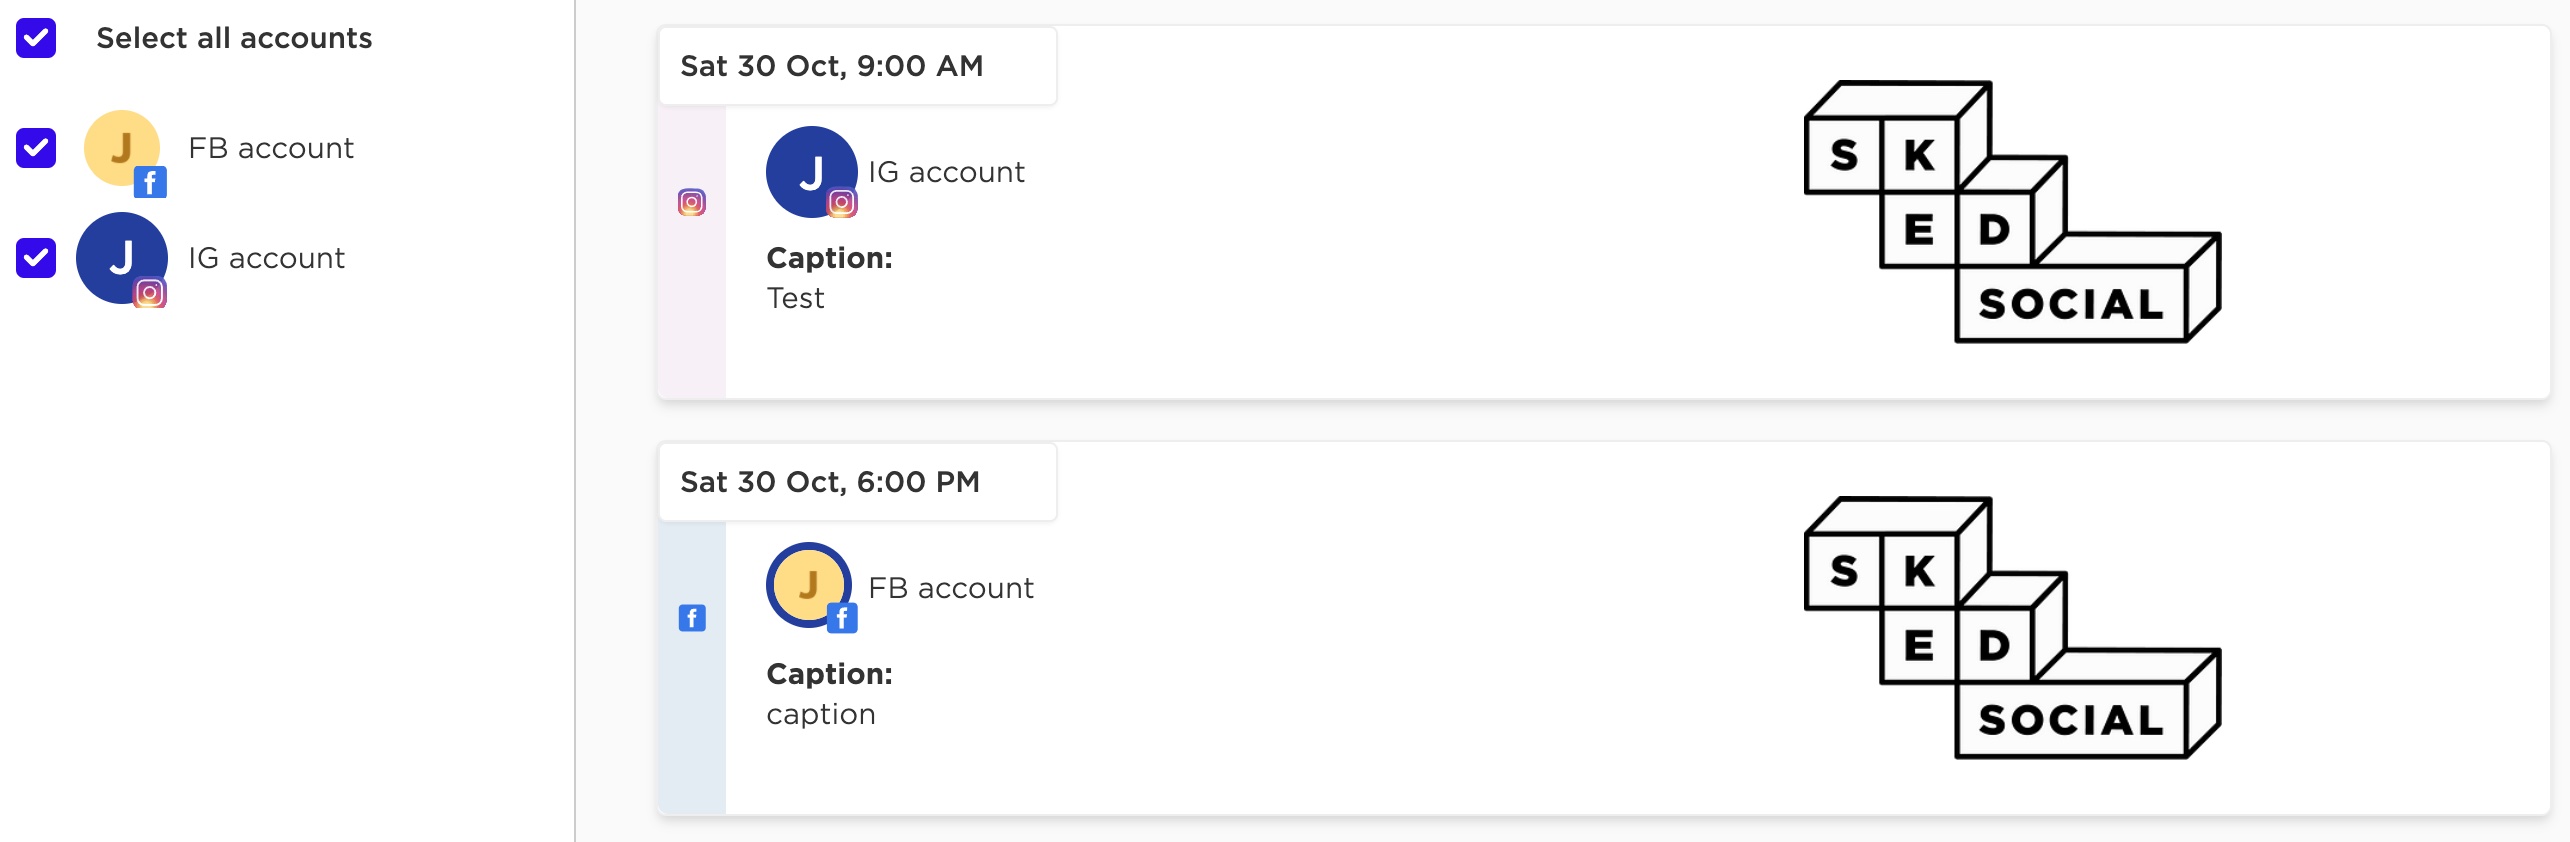 Select all accounts
J
FB account
J
IG account
Sat 30 Oct, 9:00 AM
J
IG account
Caption:
Test
S K
E D
SOCIAL
Sat 30 Oct, 6:00 PM
J
FB account
Caption:
caption
S K
E D
SOCIAL